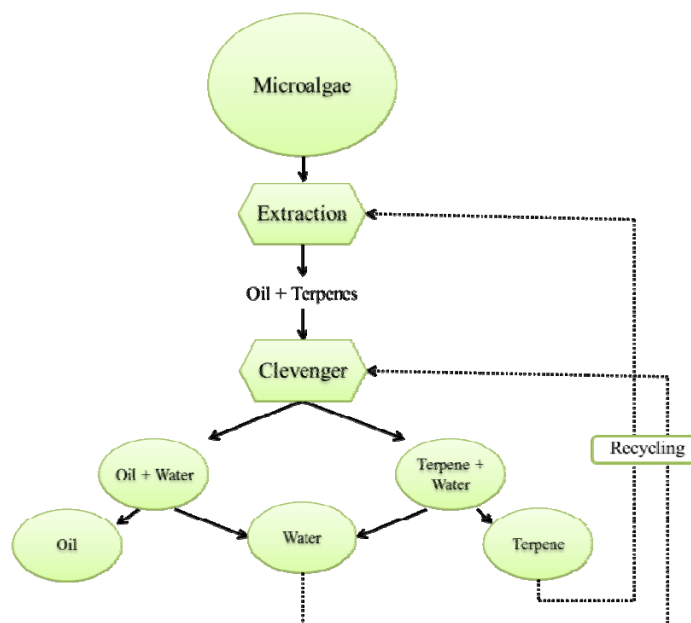 Microalgae
Extraction
Oil + Terpenes
Clevenger
Recycling
Oil + Water
Terpene +
Water
Oil
Water
Terpene